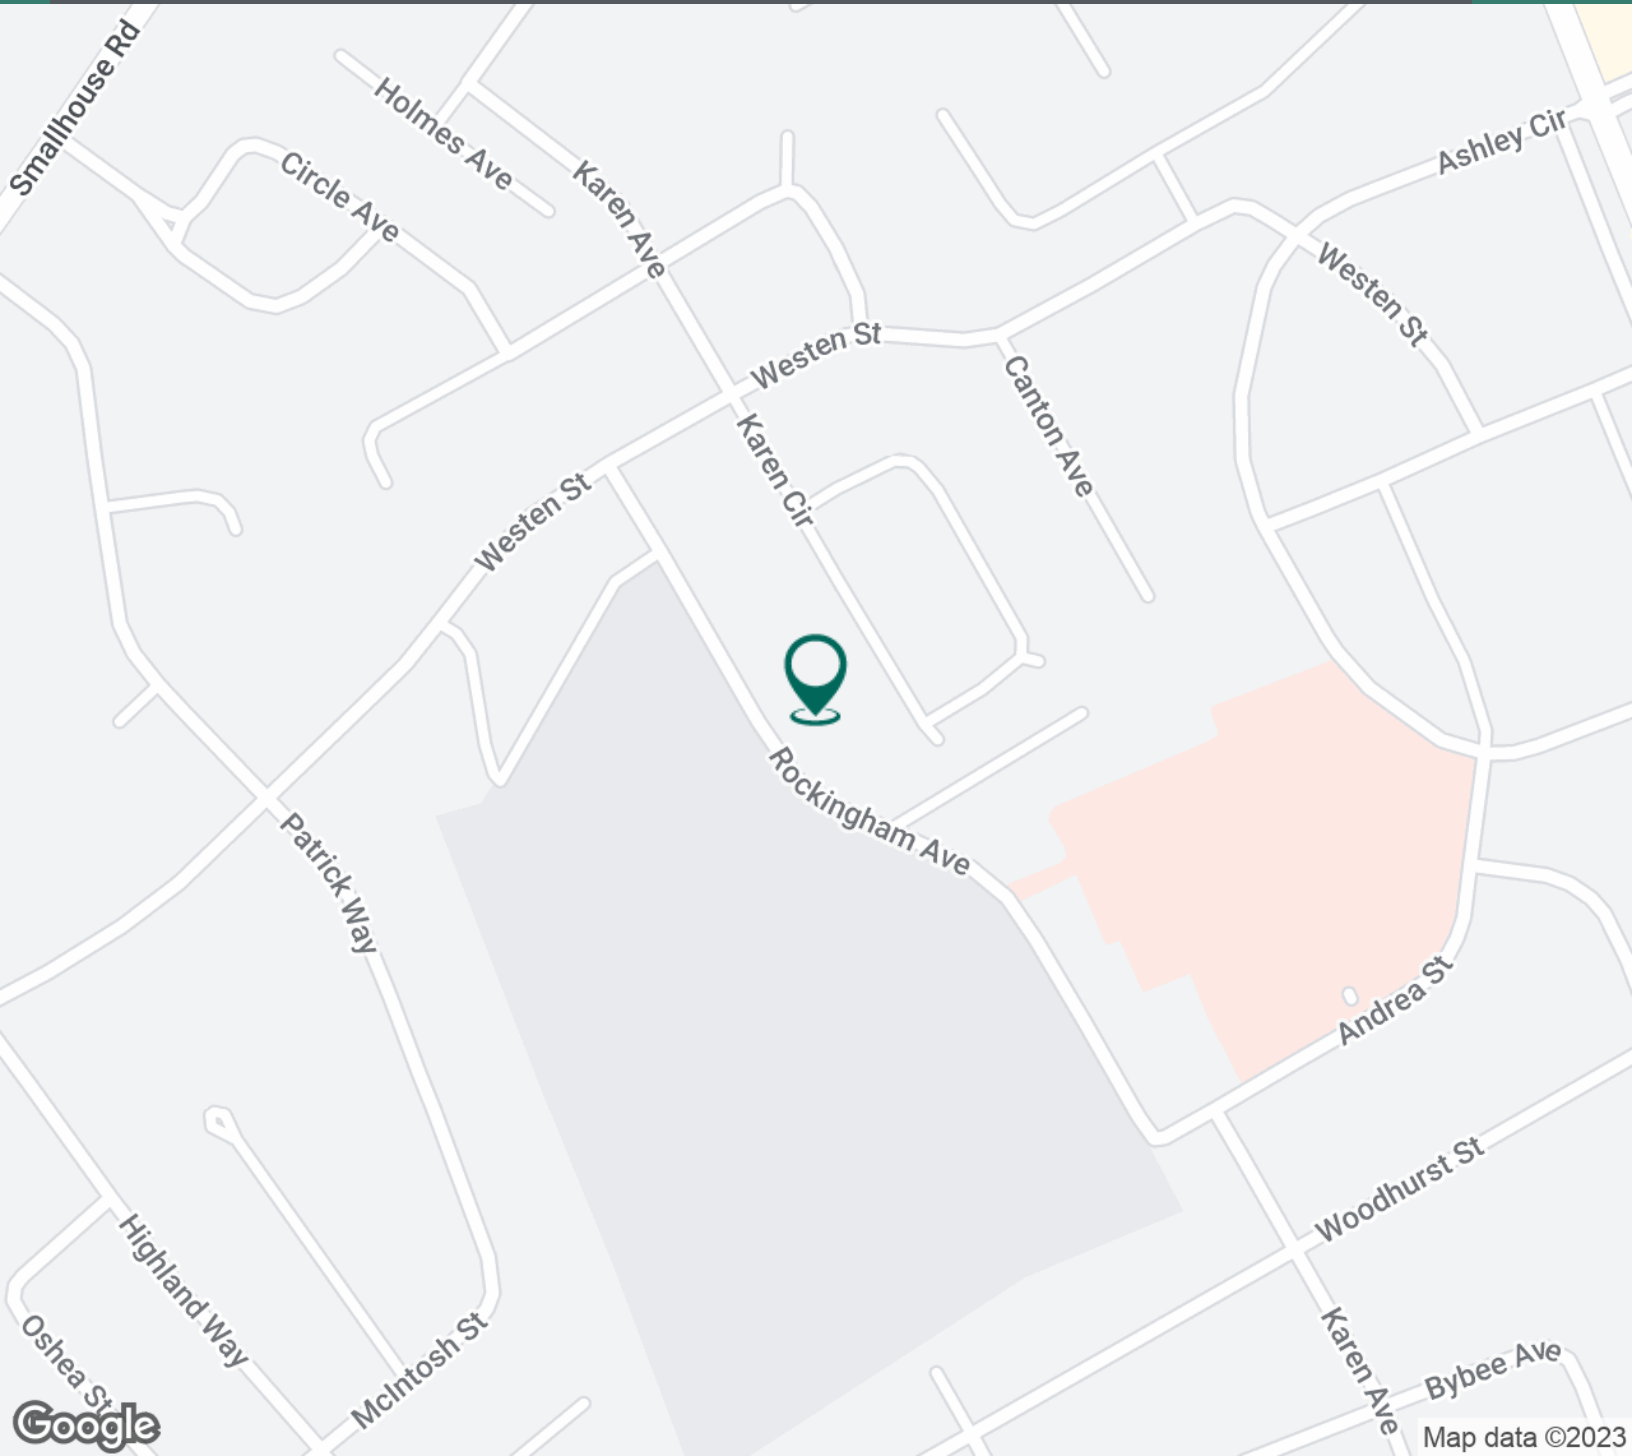 Smallhouse Rd
Holmes Ave
Circle Ave
Karen Ave
Ashley Cir
Westen St
Westen St
Canton Ave
Karen Cir
Westen St
Rockingham Ave
Patrick Way
Andrea St
Woodhurst St
Highland Way
Oshea St
McIntosh St
Karen Ave
Bybee Ave
Google
Map data ©2023